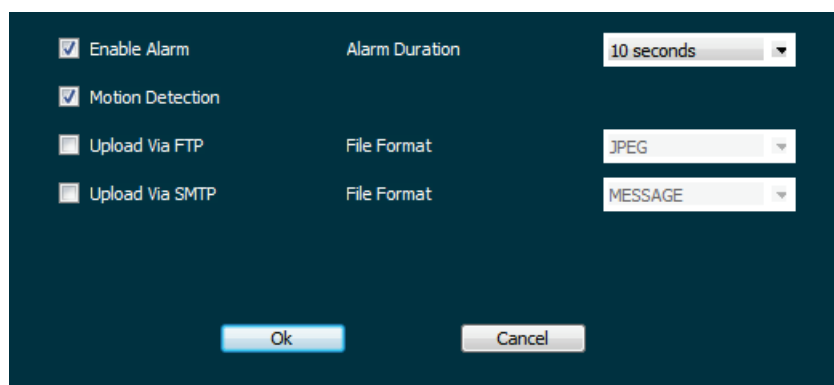 Enable Alarm Alarm Duration 10 seconds
Motion Detection
Upload Via FTP File Format JPEG
Upload Via SMTP File Format MESSAGE
Ok Cancel